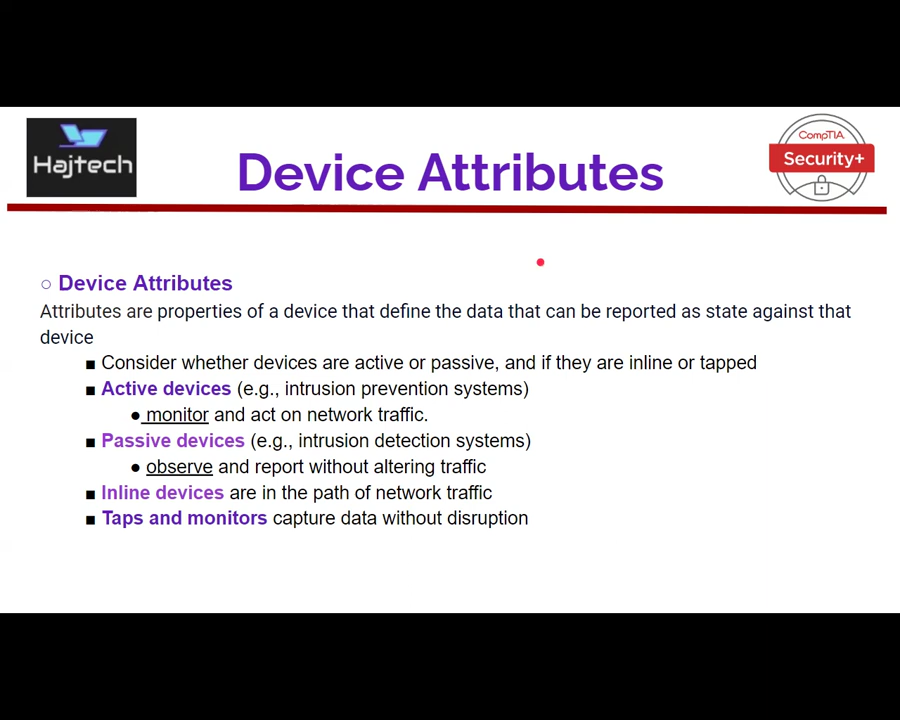 Hajtech
Device Attributes
CompTIA
Security+
○ Device Attributes
Attributes are properties of a device that define the data that can be reported as state against that
device
■ Consider whether devices are active or passive, and if they are inline or tapped
■ Active devices (e.g., intrusion prevention systems)
● monitor and act on network traffic.
■ Passive devices (e.g., intrusion detection systems)
● observe and report without altering traffic
■ Inline devices are in the path of network traffic
■ Taps and monitors capture data without disruption